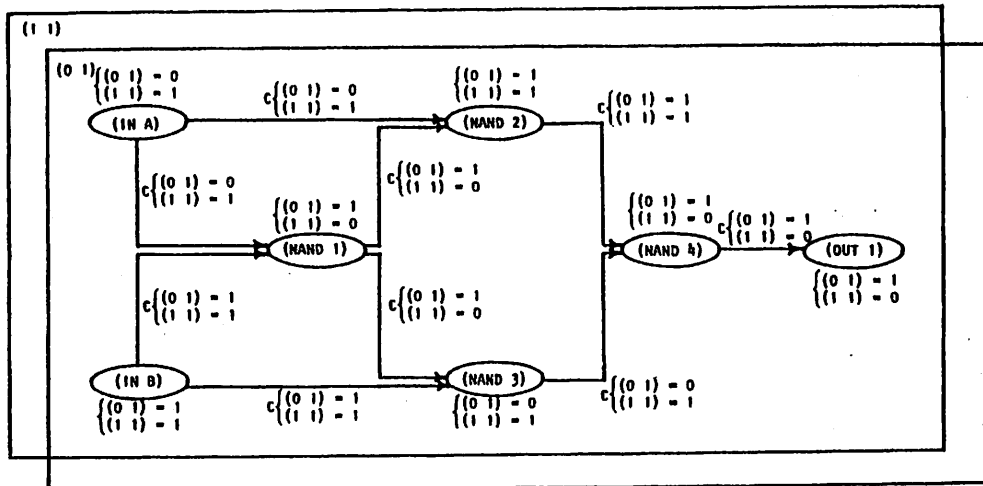 (1 1)
(0 1) {(0 1) = 0
(1 1) = 1
(IN A)
C{(0 1) = 0
(1 1) = 1
{(0 1) = 1
(1 1) = 1
(NAND 2)
C{(0 1) = 1
(1 1) = 1
C{(0 1) = 0
(1 1) = 1
C{(0 1) = 1
(1 1) = 0
{(0 1) = 1
(1 1) = 0
(NAND 1)
{(0 1) = 1
(1 1) = 0
(NAND 4)
C{(0 1) = 1
(1 1) = 0
(OUT 1)
{(0 1) = 1
(1 1) = 0
C{(0 1) = 1
(1 1) = 1
C{(0 1) = 1
(1 1) = 0
(IN B)
{(0 1) = 1
(1 1) = 1
C{(0 1) = 1
(1 1) = 1
(NAND 3)
{(0 1) = 0
(1 1) = 1
C{(0 1) = 0
(1 1) = 1